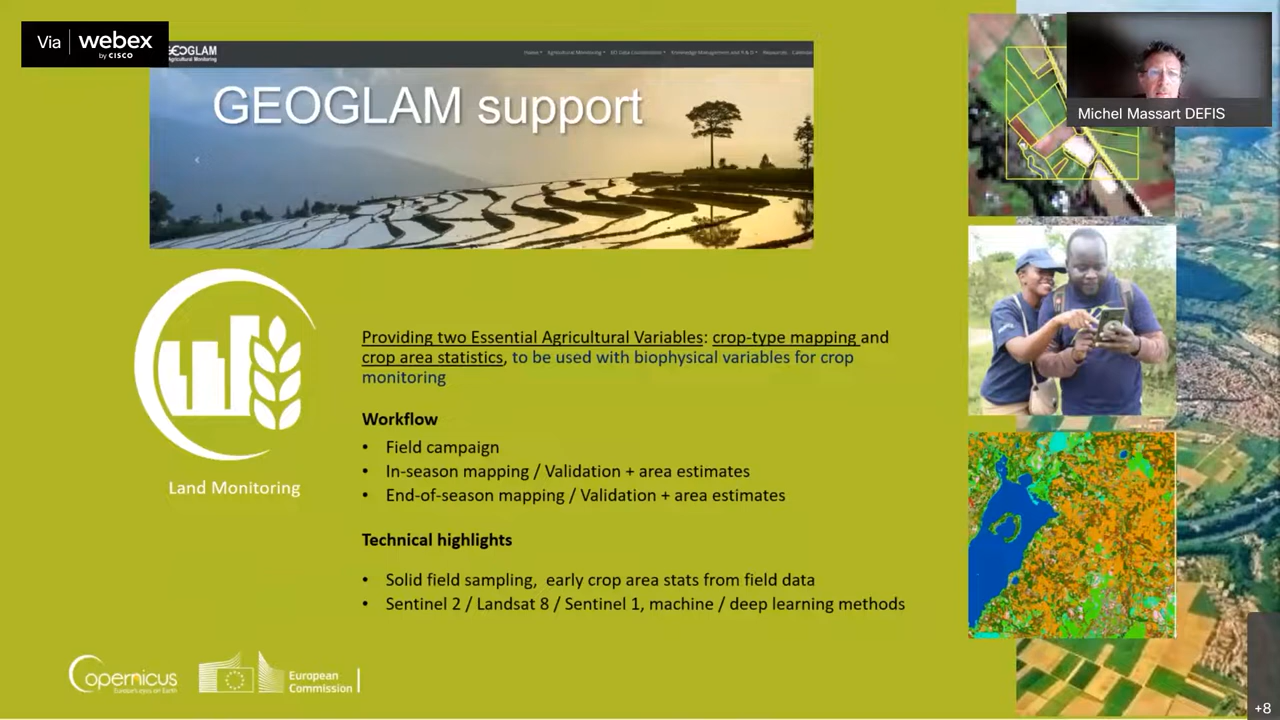 Via webex
by CISCO
GEOGLAM
Agricultural Monitoring
Home Agricultural Monitoring EO Data Coordination Knowledge Management and R & D Resources Calendar
GEOGLAM support
Michel Massart DEFIS
Providing two Essential Agricultural Variables: crop-type mapping and
crop area statistics, to be used with biophysical variables for crop
monitoring
Workflow
• Field campaign
• In-season mapping / Validation + area estimates
• End-of-season mapping / Validation + area estimates
Land Monitoring
Technical highlights
• Solid field sampling, early crop area stats from field data
• Sentinel 2 / Landsat 8 / Sentinel 1, machine / deep learning methods
Copernicus
Europe's eyes on Earth
European
Commission
+8